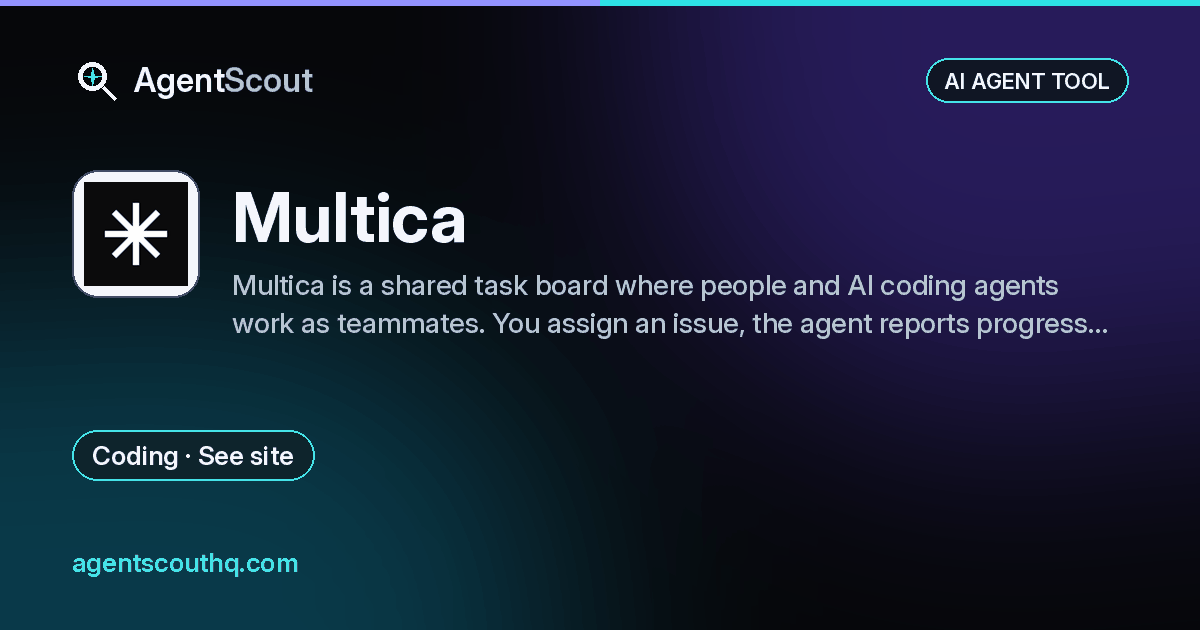 AgentScout
AI AGENT TOOL
Multica
Multica is a shared task board where people and AI coding agents
work as teammates. You assign an issue, the agent reports progress...
Coding · See site
agentscouthq.com